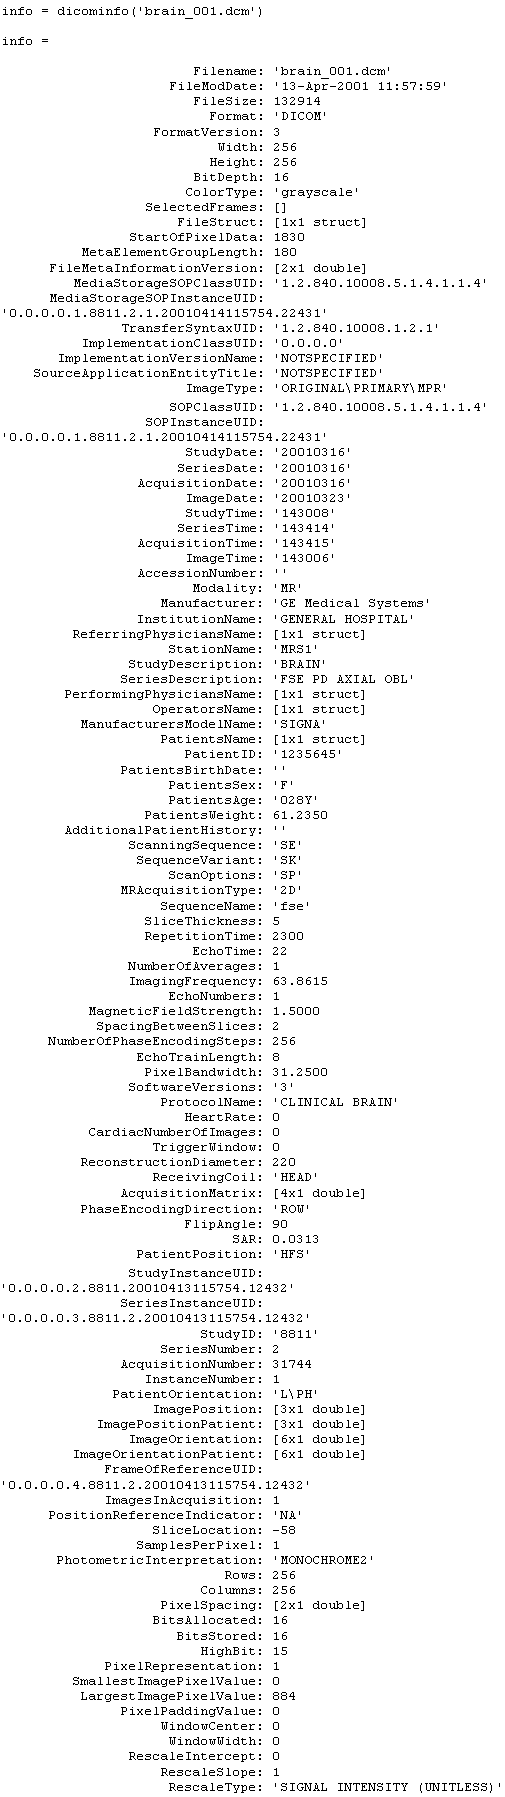 info = dicominfo('brain_001.dcm')
info =
Filename: 'brain_001.dcm'
FileModDate: '13-Apr-2001 11:57:59'
FileSize: 132914
Format: 'DICOM'
FormatVersion: 3
Width: 256
Height: 256
BitDepth: 16
ColorType: 'grayscale'
SelectedFrames: []
FileStruct: [1x1 struct]
StartOfPixelData: 1830
MetaElementGroupLength: 180
FileMetaInformationVersion: [2x1 double]
MediaStorageSOPClassUID: '1.2.840.10008.5.1.4.1.1.4'
MediaStorageSOPInstanceUID:
'0.0.0.0.1.8811.2.1.20010414115754.22431'
TransferSyntaxUID: '1.2.840.10008.1.2.1'
ImplementationClassUID: '0.0.0.0'
ImplementationVersionName: 'NOTSPECIFIED'
SourceApplicationEntityTitle: 'NOTSPECIFIED'
ImageType: 'ORIGINAL\PRIMARY\MPR'
SOPClassUID: '1.2.840.10008.5.1.4.1.1.4'
SOPInstanceUID:
'0.0.0.0.1.8811.2.1.20010414115754.22431'
StudyDate: '20010316'
SeriesDate: '20010316'
AcquisitionDate: '20010316'
ImageDate: '20010323'
StudyTime: '143008'
SeriesTime: '143414'
AcquisitionTime: '143415'
ImageTime: '143006'
AccessionNumber: ''
Modality: 'MR'
Manufacturer: 'GE Medical Systems'
InstitutionName: 'GENERAL HOSPITAL'
ReferringPhysiciansName: [1x1 struct]
StationName: 'MRS1'
StudyDescription: 'BRAIN'
SeriesDescription: 'FSE PD AXIAL OBL'
PerformingPhysiciansName: [1x1 struct]
OperatorsName: [1x1 struct]
ManufacturersModelName: 'SIGNA'
PatientsName: [1x1 struct]
PatientID: '1235645'
PatientsBirthDate: ''
PatientsSex: 'F'
PatientsAge: '028Y'
PatientsWeight: 61.2350
AdditionalPatientHistory: ''
ScanningSequence: 'SE'
SequenceVariant: 'SK'
ScanOptions: 'SP'
MRAcquisitionType: '2D'
SequenceName: 'fse'
SliceThickness: 5
RepetitionTime: 2300
EchoTime: 22
NumberOfAverages: 1
ImagingFrequency: 63.8615
EchoNumbers: 1
MagneticFieldStrength: 1.5000
SpacingBetweenSlices: 2
NumberOfPhaseEncodingSteps: 256
EchoTrainLength: 8
PixelBandwidth: 31.2500
SoftwareVersions: '3'
ProtocolName: 'CLINICAL BRAIN'
HeartRate: 0
CardiacNumberOfImages: 0
TriggerWindow: 0
ReconstructionDiameter: 220
ReceivingCoil: 'HEAD'
AcquisitionMatrix: [4x1 double]
PhaseEncodingDirection: 'ROW'
FlipAngle: 90
SAR: 0.0313
PatientPosition: 'HFS'
StudyInstanceUID:
'0.0.0.0.2.8811.20010413115754.12432'
SeriesInstanceUID:
'0.0.0.0.3.8811.2.20010413115754.12432'
StudyID: '8811'
SeriesNumber: 2
AcquisitionNumber: 31744
InstanceNumber: 1
PatientOrientation: 'L\PH'
ImagePosition: [3x1 double]
ImagePositionPatient: [3x1 double]
ImageOrientation: [6x1 double]
ImageOrientationPatient: [6x1 double]
FrameOfReferenceUID:
'0.0.0.0.4.8811.2.20010413115754.12432'
ImagesInAcquisition: 1
PositionReferenceIndicator: 'NA'
SliceLocation: -58
SamplesPerPixel: 1
PhotometricInterpretation: 'MONOCHROME2'
Rows: 256
Columns: 256
PixelSpacing: [2x1 double]
BitsAllocated: 16
BitsStored: 16
HighBit: 15
PixelRepresentation: 1
SmallestImagePixelValue: 0
LargestImagePixelValue: 884
PixelPaddingValue: 0
WindowCenter: 0
WindowWidth: 0
RescaleIntercept: 0
RescaleSlope: 1
RescaleType: 'SIGNAL INTENSITY (UNITLESS)'